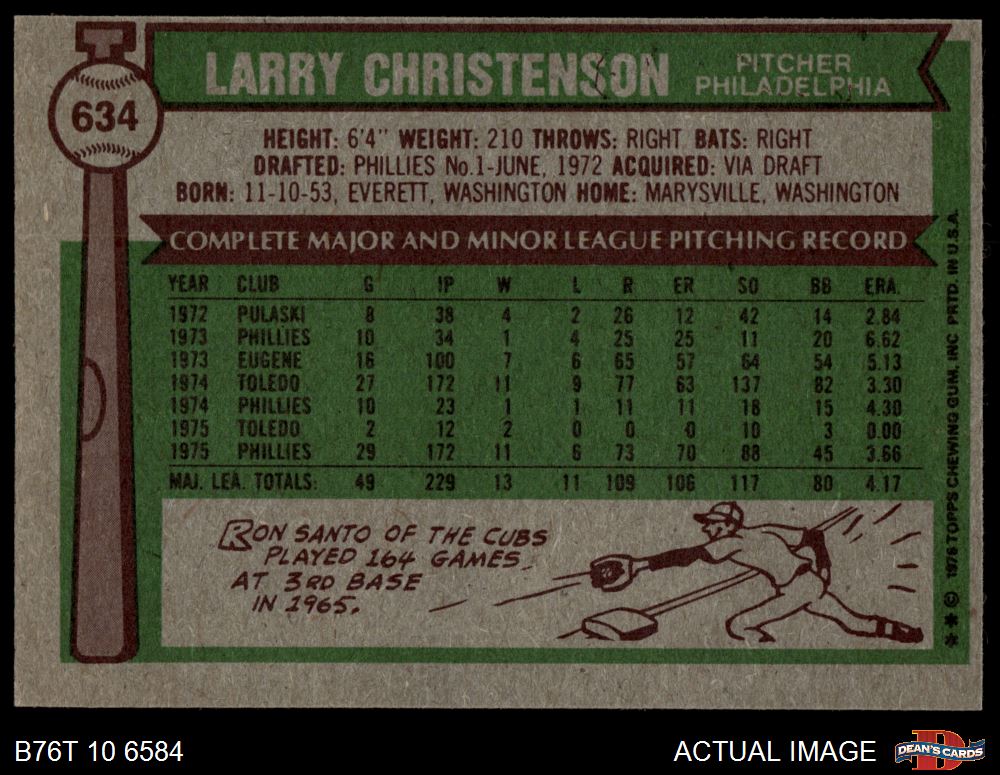 634
LARRY CHRISTENSON
PITCHER
PHILADELPHIA
HEIGHT: 6'4" WEIGHT: 210 THROWS: RIGHT BATS: RIGHT
DRAFTED: PHILLIES No.1-JUNE, 1972 ACQUIRED: VIA DRAFT
BORN: 11-10-53, EVERETT, WASHINGTON HOME: MARYSVILLE, WASHINGTON
COMPLETE MAJOR AND MINOR LEAGUE PITCHING RECORD
YEAR CLUB G IP W L R ER SO BB ERA
1972 PULASKI 8 38 4 2 26 12 42 14 2.84
1973 PHILLIES 10 34 1 4 25 25 11 20 6.62
1973 EUGENE 16 100 7 6 65 57 64 54 5.13
1974 TOLEDO 27 172 11 9 77 63 137 82 3.30
1974 PHILLIES 10 23 1 1 11 11 18 15 4.30
1975 TOLEDO 2 12 2 0 0 0 10 3 0.00
1975 PHILLIES 29 172 11 6 73 70 88 45 3.66
MAJ. LEA. TOTALS: 49 229 13 11 109 106 117 80 4.17
RON SANTO OF THE CUBS
PLAYED 164 GAMES
AT 3RD BASE
IN 1965.
** © 1976 TOPPS CHEWING GUM, INC PRTD. IN U.S.A.
B76T 10 6584
ACTUAL IMAGE
DEAN'S CARDS